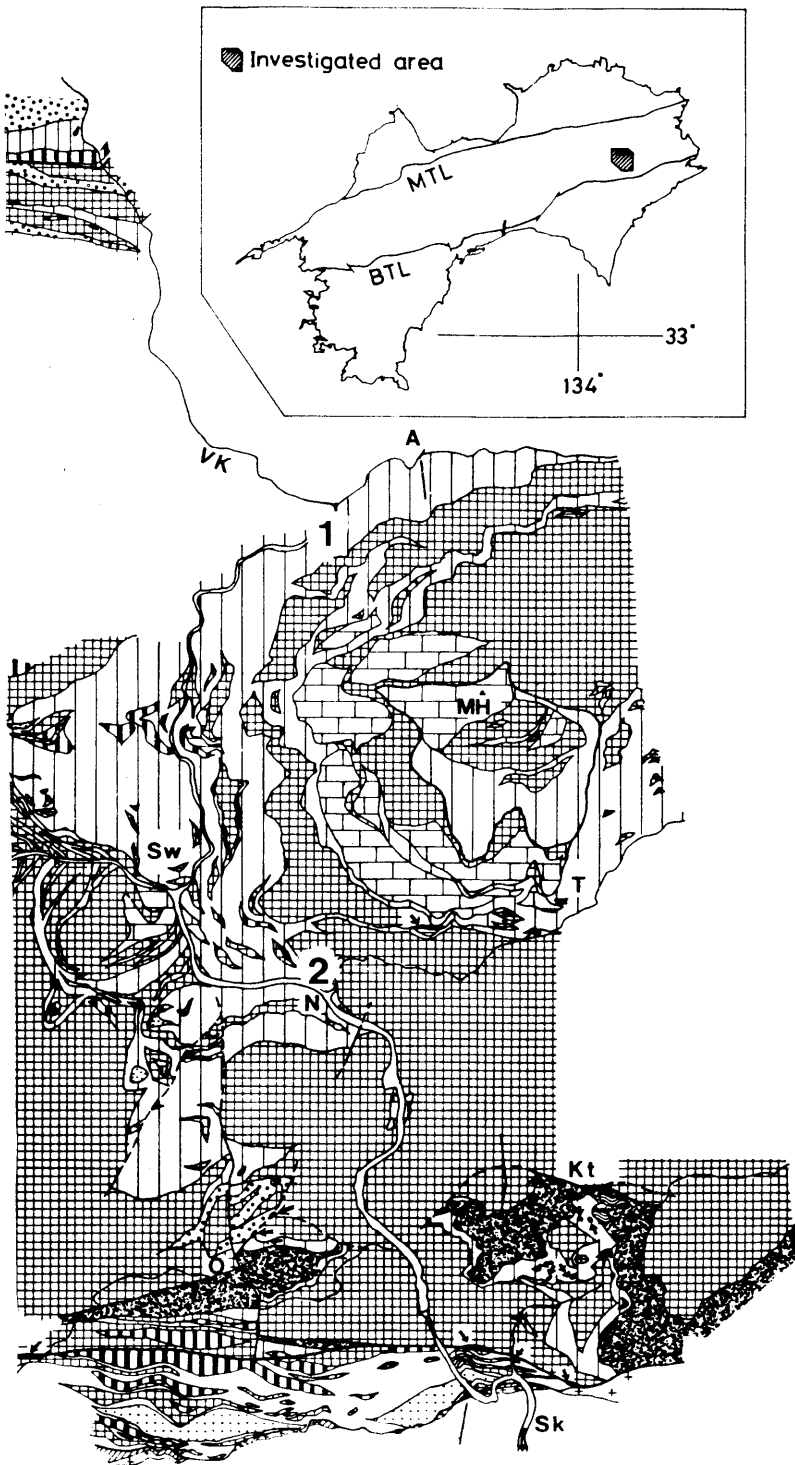 Investigated area
MTL
BTL
33°
134°
A
VK
1
MH
Sw
T
2
N
Kt
O
Sk